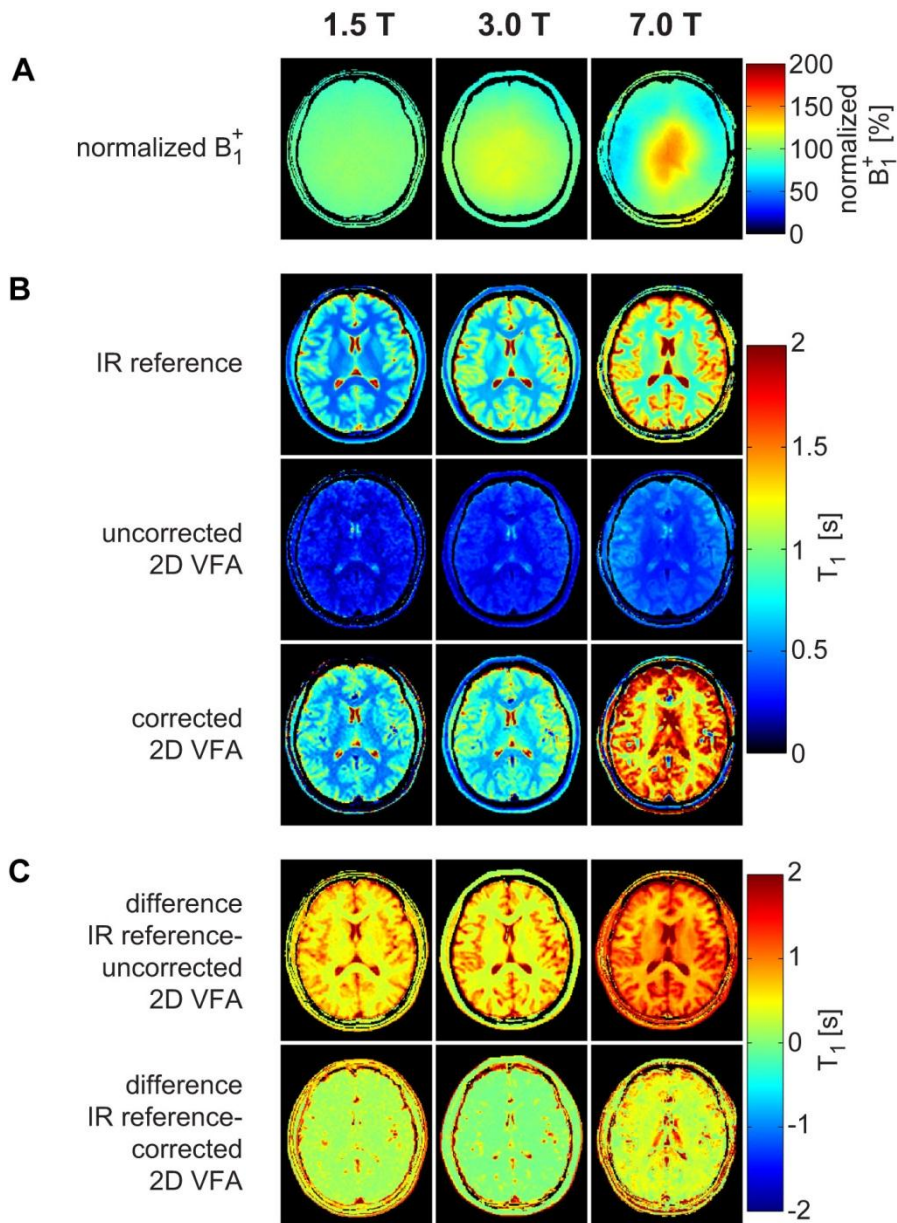 1.5 T
3.0 T
7.0 T
A
normalized B₁⁺
200
150
100
50
0
normalized
B₁⁺ [%]
B
IR reference
uncorrected
2D VFA
corrected
2D VFA
2
1.5
1
0.5
0
T₁ [s]
C
difference
IR reference-
uncorrected
2D VFA
difference
IR reference-
corrected
2D VFA
2
1
0
-1
-2
T₁ [s]